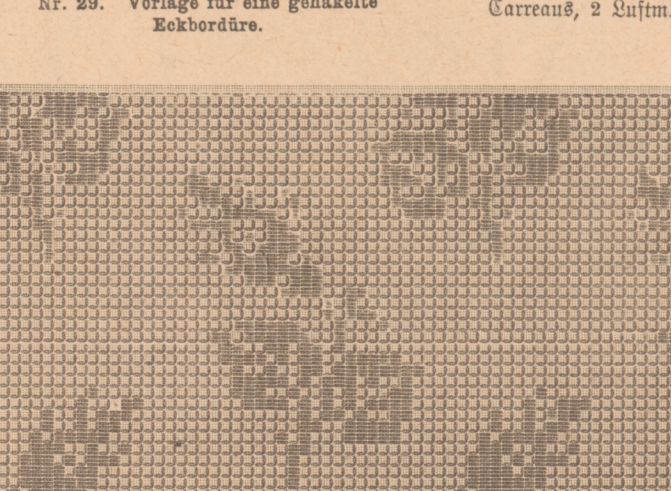 Nr. 29. Vorlage für eine gehäkelte
Eckbordüre.
Carreaus, 2 Luftm.